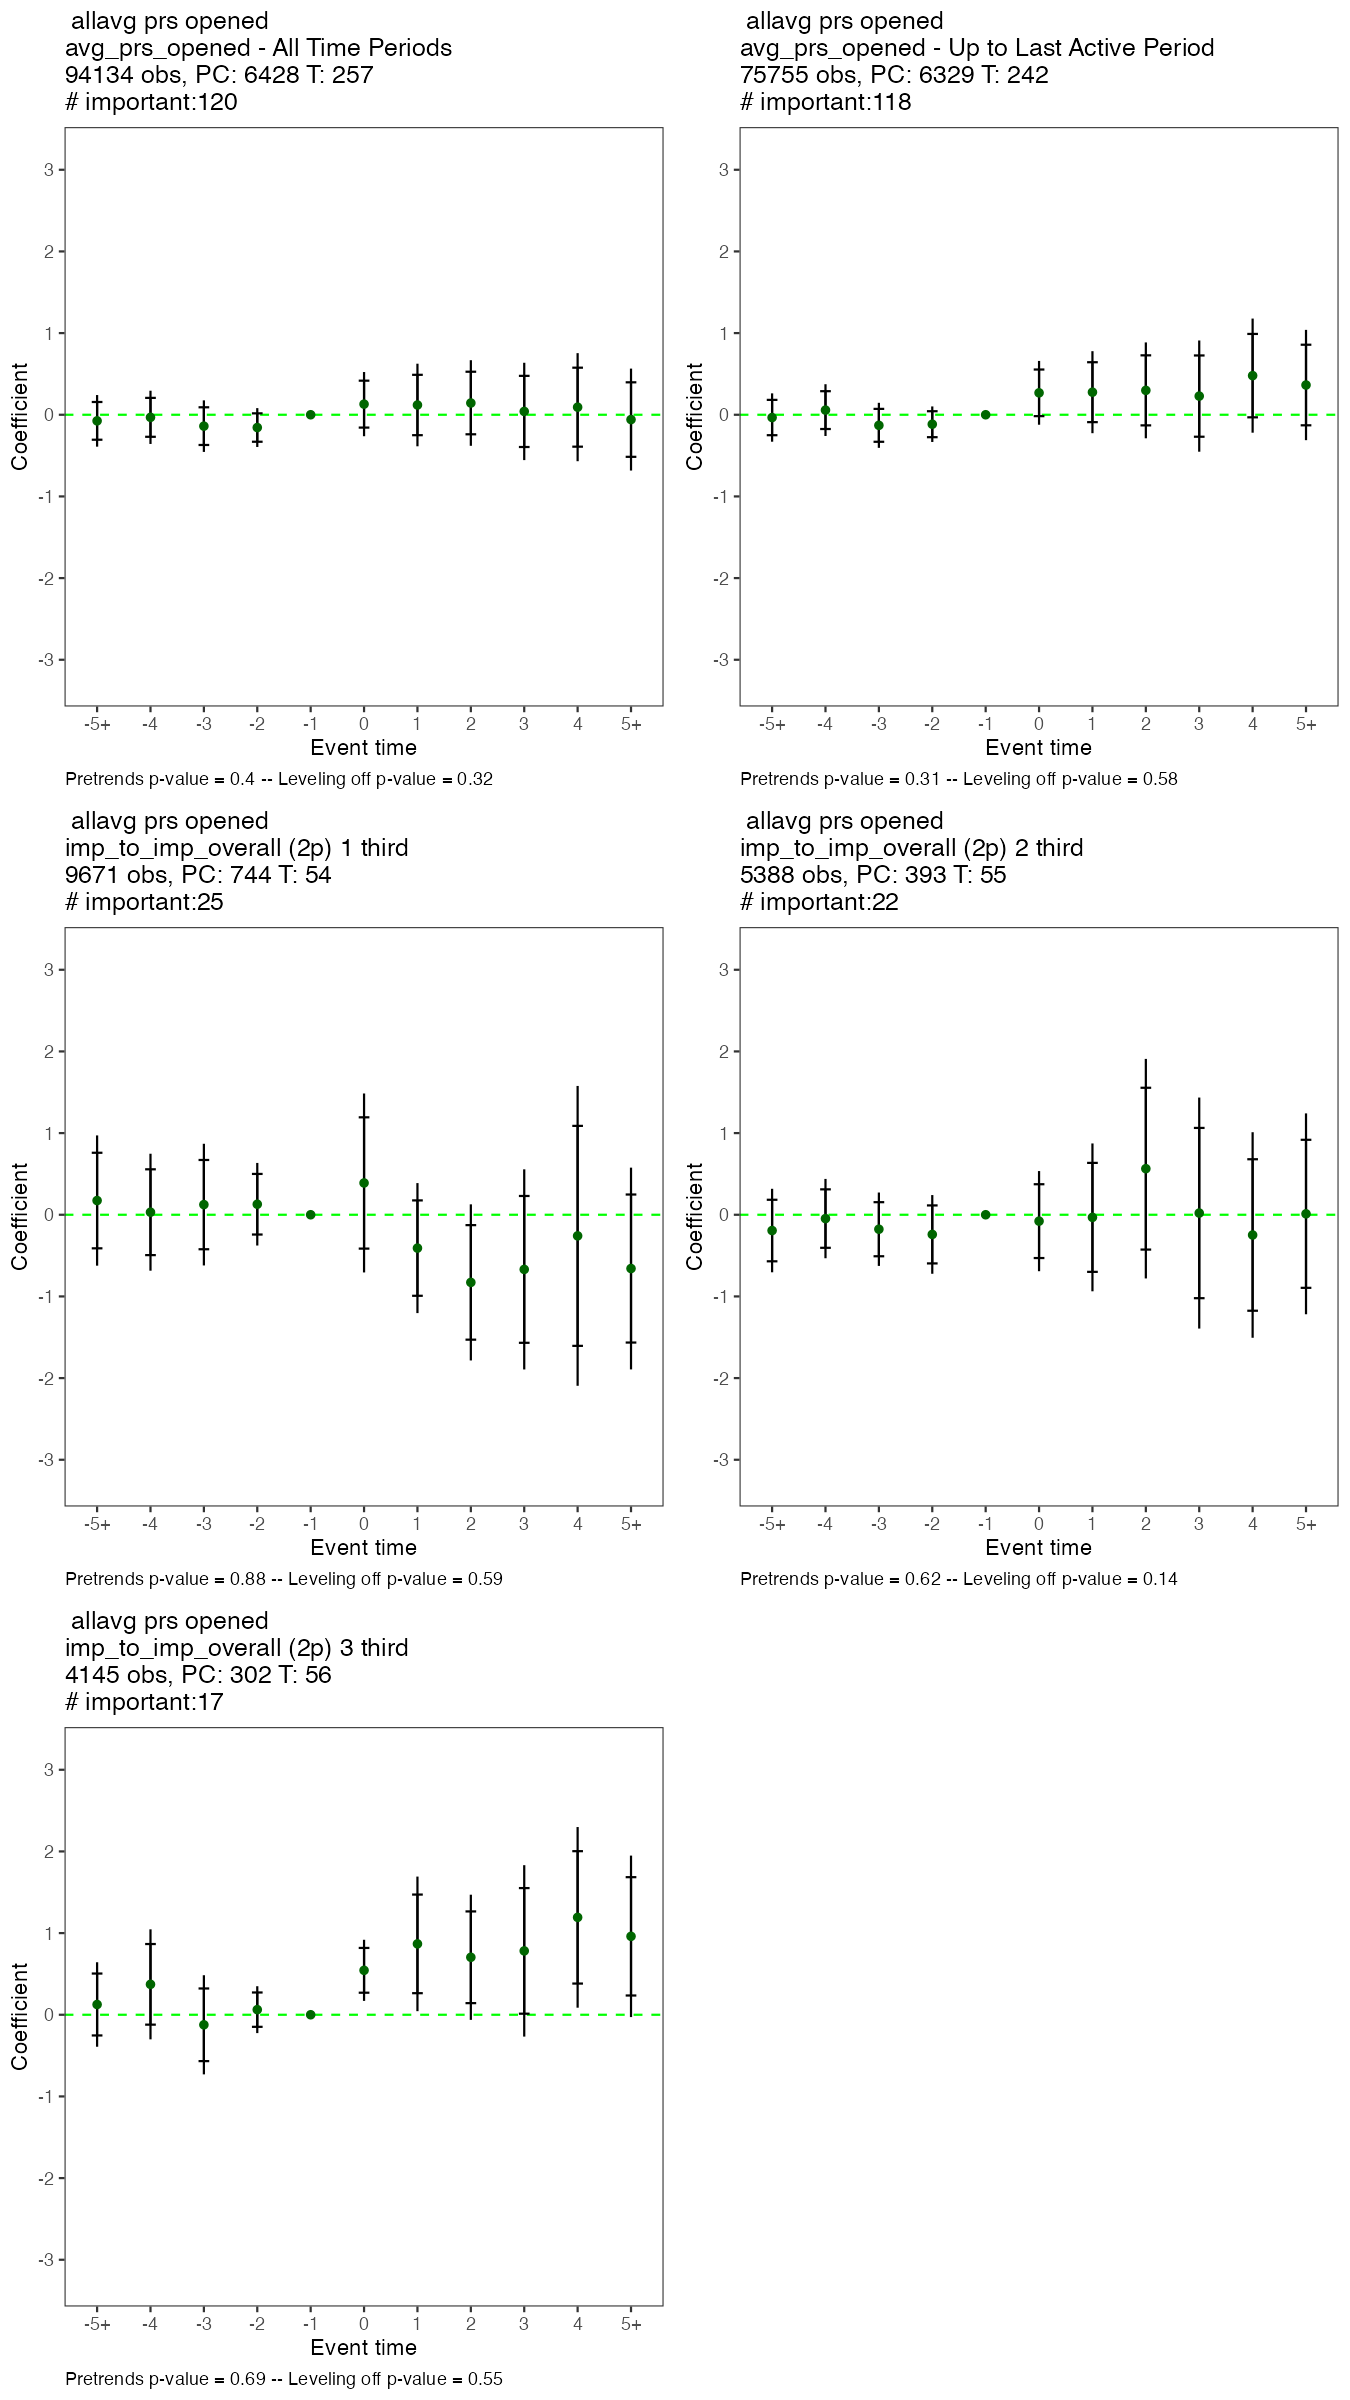 allavg prs opened
avg_prs_opened - All Time Periods
94134 obs, PC: 6428 T: 257
# important:120
3
2
1
0
-1
-2
-3
Coefficient
-5+ -4 -3 -2 -1 0 1 2 3 4 5+
Event time
Pretrends p-value = 0.4 -- Leveling off p-value = 0.32
allavg prs opened
avg_prs_opened - Up to Last Active Period
75755 obs, PC: 6329 T: 242
# important:118
3
2
1
0
-1
-2
-3
Coefficient
-5+ -4 -3 -2 -1 0 1 2 3 4 5+
Event time
Pretrends p-value = 0.31 -- Leveling off p-value = 0.58
allavg prs opened
imp_to_imp_overall (2p) 1 third
9671 obs, PC: 744 T: 54
# important:25
3
2
1
0
-1
-2
-3
Coefficient
-5+ -4 -3 -2 -1 0 1 2 3 4 5+
Event time
Pretrends p-value = 0.88 -- Leveling off p-value = 0.59
allavg prs opened
imp_to_imp_overall (2p) 2 third
5388 obs, PC: 393 T: 55
# important:22
3
2
1
0
-1
-2
-3
Coefficient
-5+ -4 -3 -2 -1 0 1 2 3 4 5+
Event time
Pretrends p-value = 0.62 -- Leveling off p-value = 0.14
allavg prs opened
imp_to_imp_overall (2p) 3 third
4145 obs, PC: 302 T: 56
# important:17
3
2
1
0
-1
-2
-3
Coefficient
-5+ -4 -3 -2 -1 0 1 2 3 4 5+
Event time
Pretrends p-value = 0.69 -- Leveling off p-value = 0.55